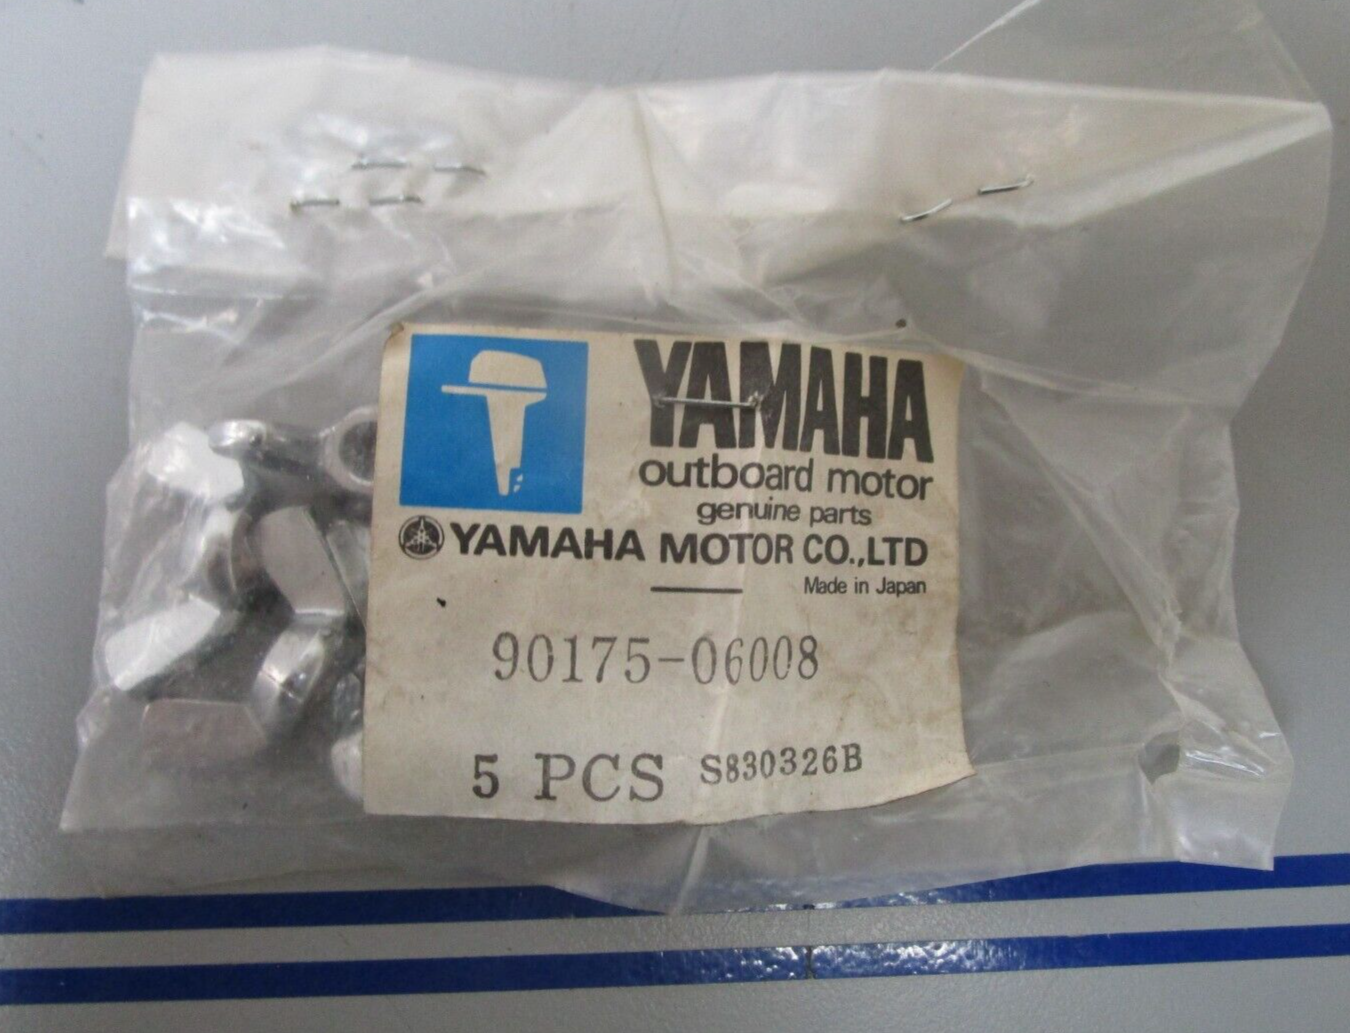 YAMAHA
outboard motor
genuine parts
YAMAHA MOTOR CO.,LTD
Made in Japan
90175-06008
5 PCS S830326B